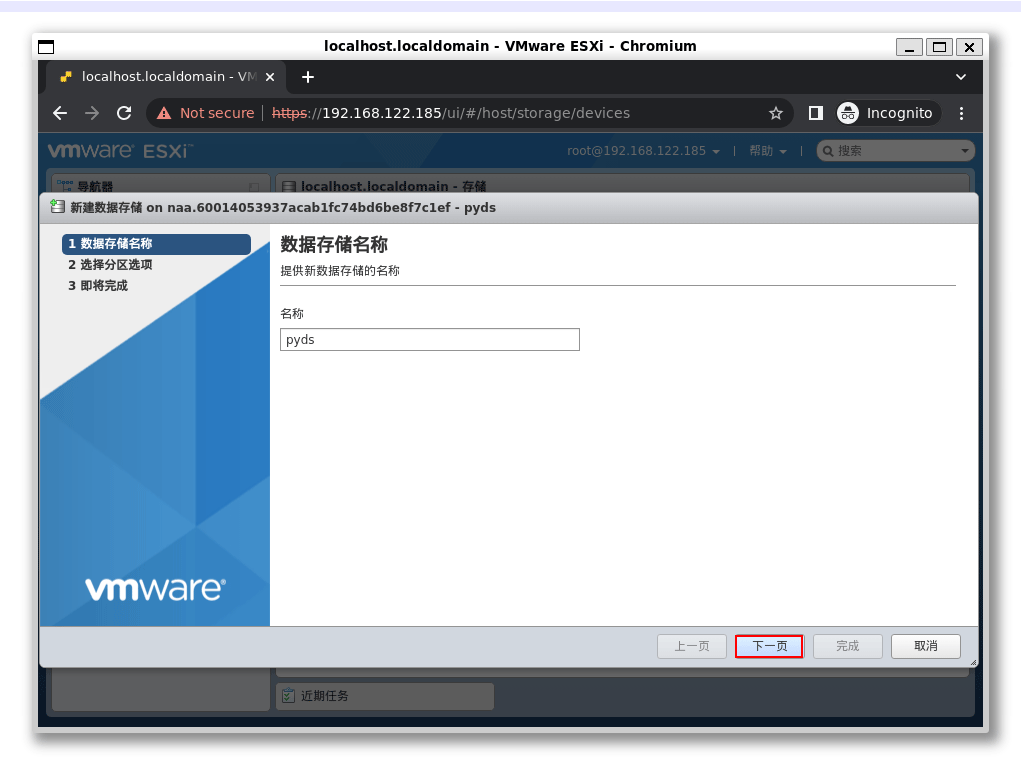 localhost.localdomain - VMware ESXi - Chromium
localhost.localdomain - VM
Not secure https://192.168.122.185/ui/#/host/storage/devices Incognito
vmware ESXi™ root@192.168.122.185 | 帮助 | 搜索
导航器 localhost.localdomain - 存储
新建数据存储 on naa.60014053937acab1fc74bd6be8f7c1ef - pyds
1 数据存储名称
2 选择分区选项
3 即将完成
数据存储名称
提供新数据存储的名称
名称
pyds
vmware®
上一页 下一页 完成 取消
近期任务